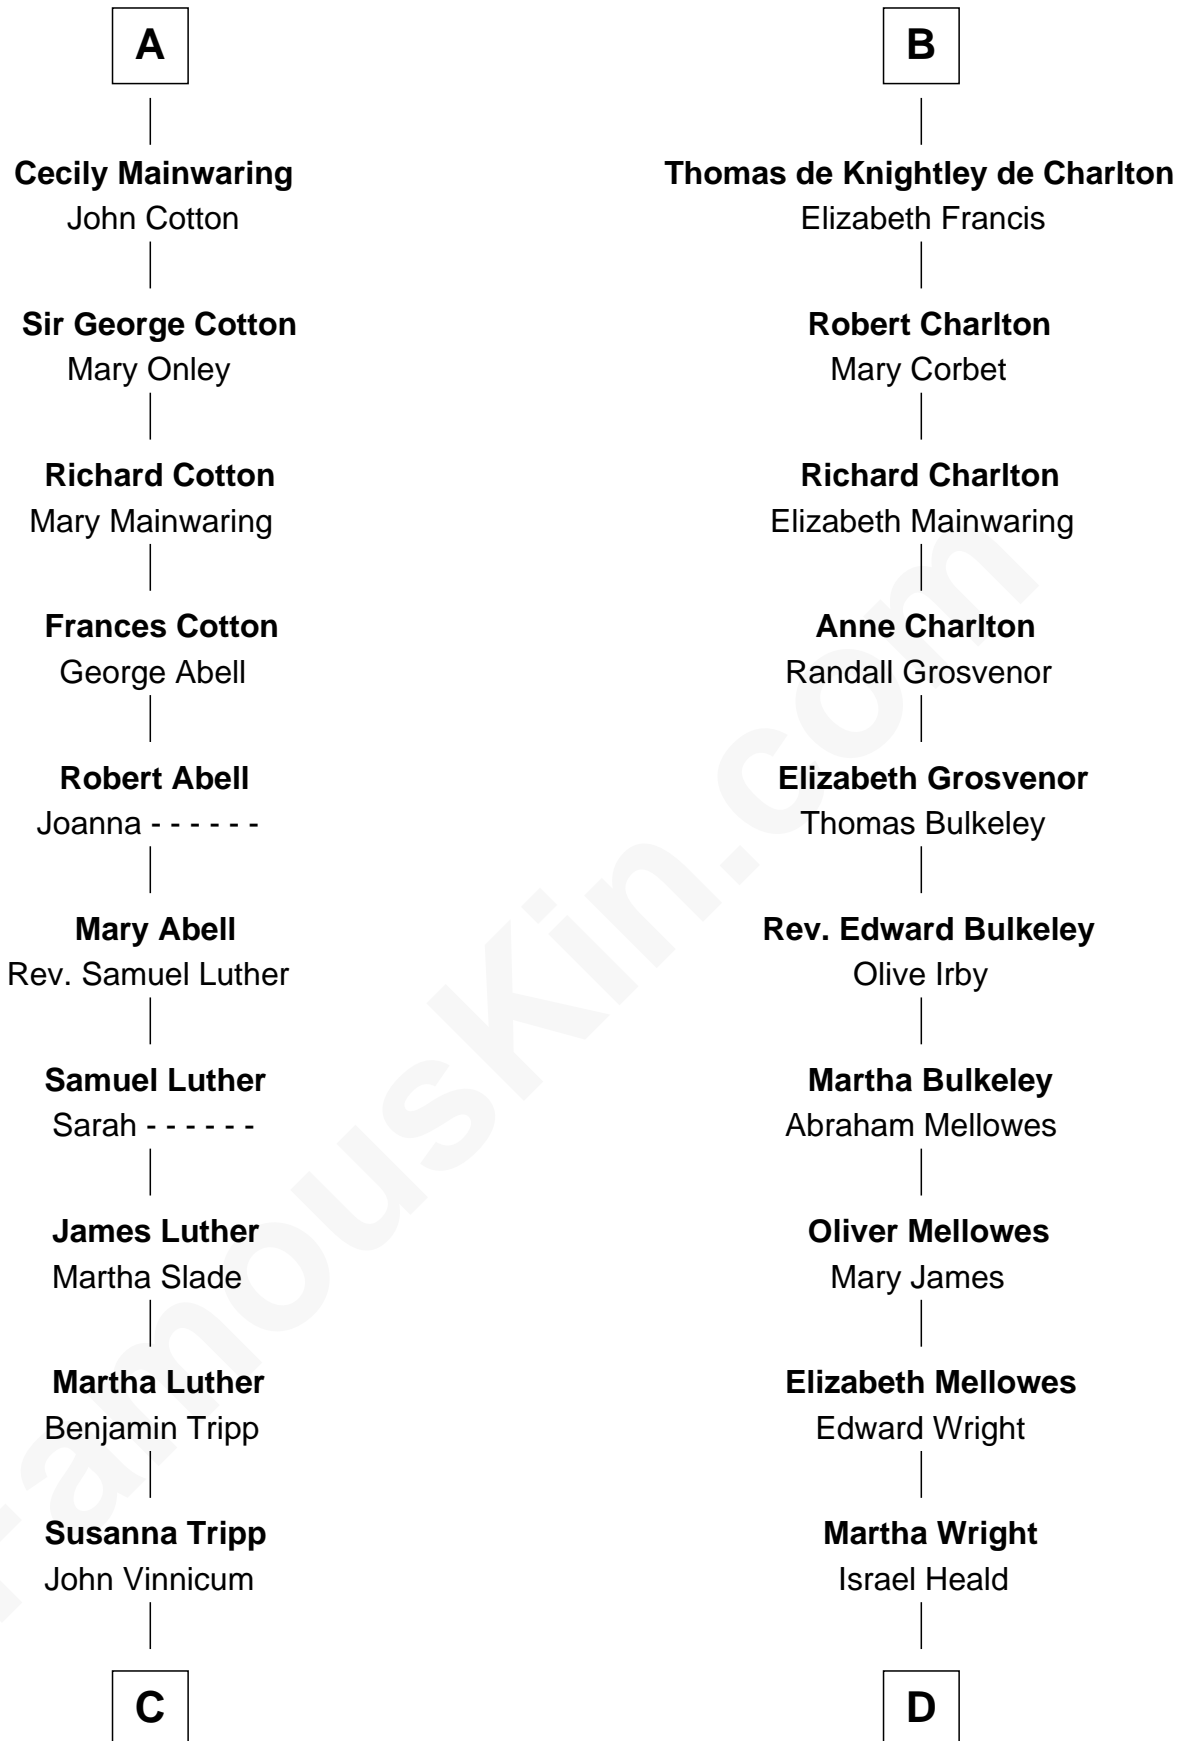 A
Cecily Mainwaring
John Cotton
Sir George Cotton
Mary Onley
Richard Cotton
Mary Mainwaring
Frances Cotton
George Abell
Robert Abell
Joanna - - - - - -
Mary Abell
Rev. Samuel Luther
Samuel Luther
Sarah - - - - - -
James Luther
Martha Slade
Martha Luther
Benjamin Tripp
Susanna Tripp
John Vinnicum
C
B
Thomas de Knightley de Charlton
Elizabeth Francis
Robert Charlton
Mary Corbet
Richard Charlton
Elizabeth Mainwaring
Anne Charlton
Randall Grosvenor
Elizabeth Grosvenor
Thomas Bulkeley
Rev. Edward Bulkeley
Olive Irby
Martha Bulkeley
Abraham Mellowes
Oliver Mellowes
Mary James
Elizabeth Mellowes
Edward Wright
Martha Wright
Israel Heald
D
FamousKin.com